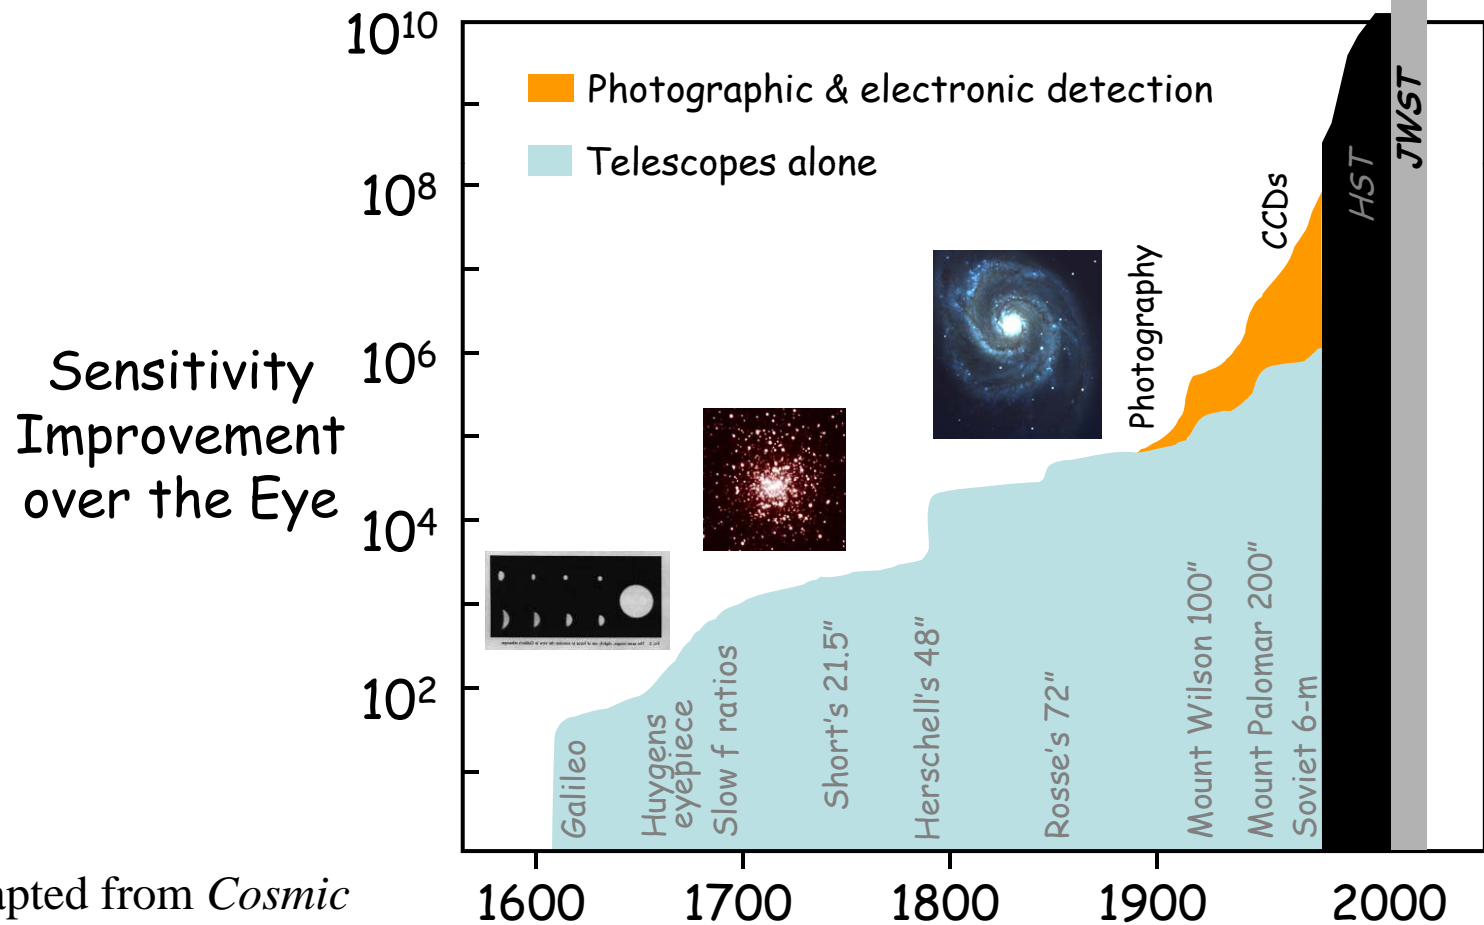 10¹⁰
10⁸
10⁶
10⁴
10²
Sensitivity
Improvement
over the Eye
Photographic & electronic detection
Telescopes alone
Photography
CCDs
HST
JWST
Galileo
Huygens
eyepiece
Slow f ratios
Short's 21.5"
Herschell's 48"
Rosse's 72"
Mount Wilson 100"
Mount Palomar 200"
Soviet 6-m
1600
1700
1800
1900
2000
apted from Cosmic